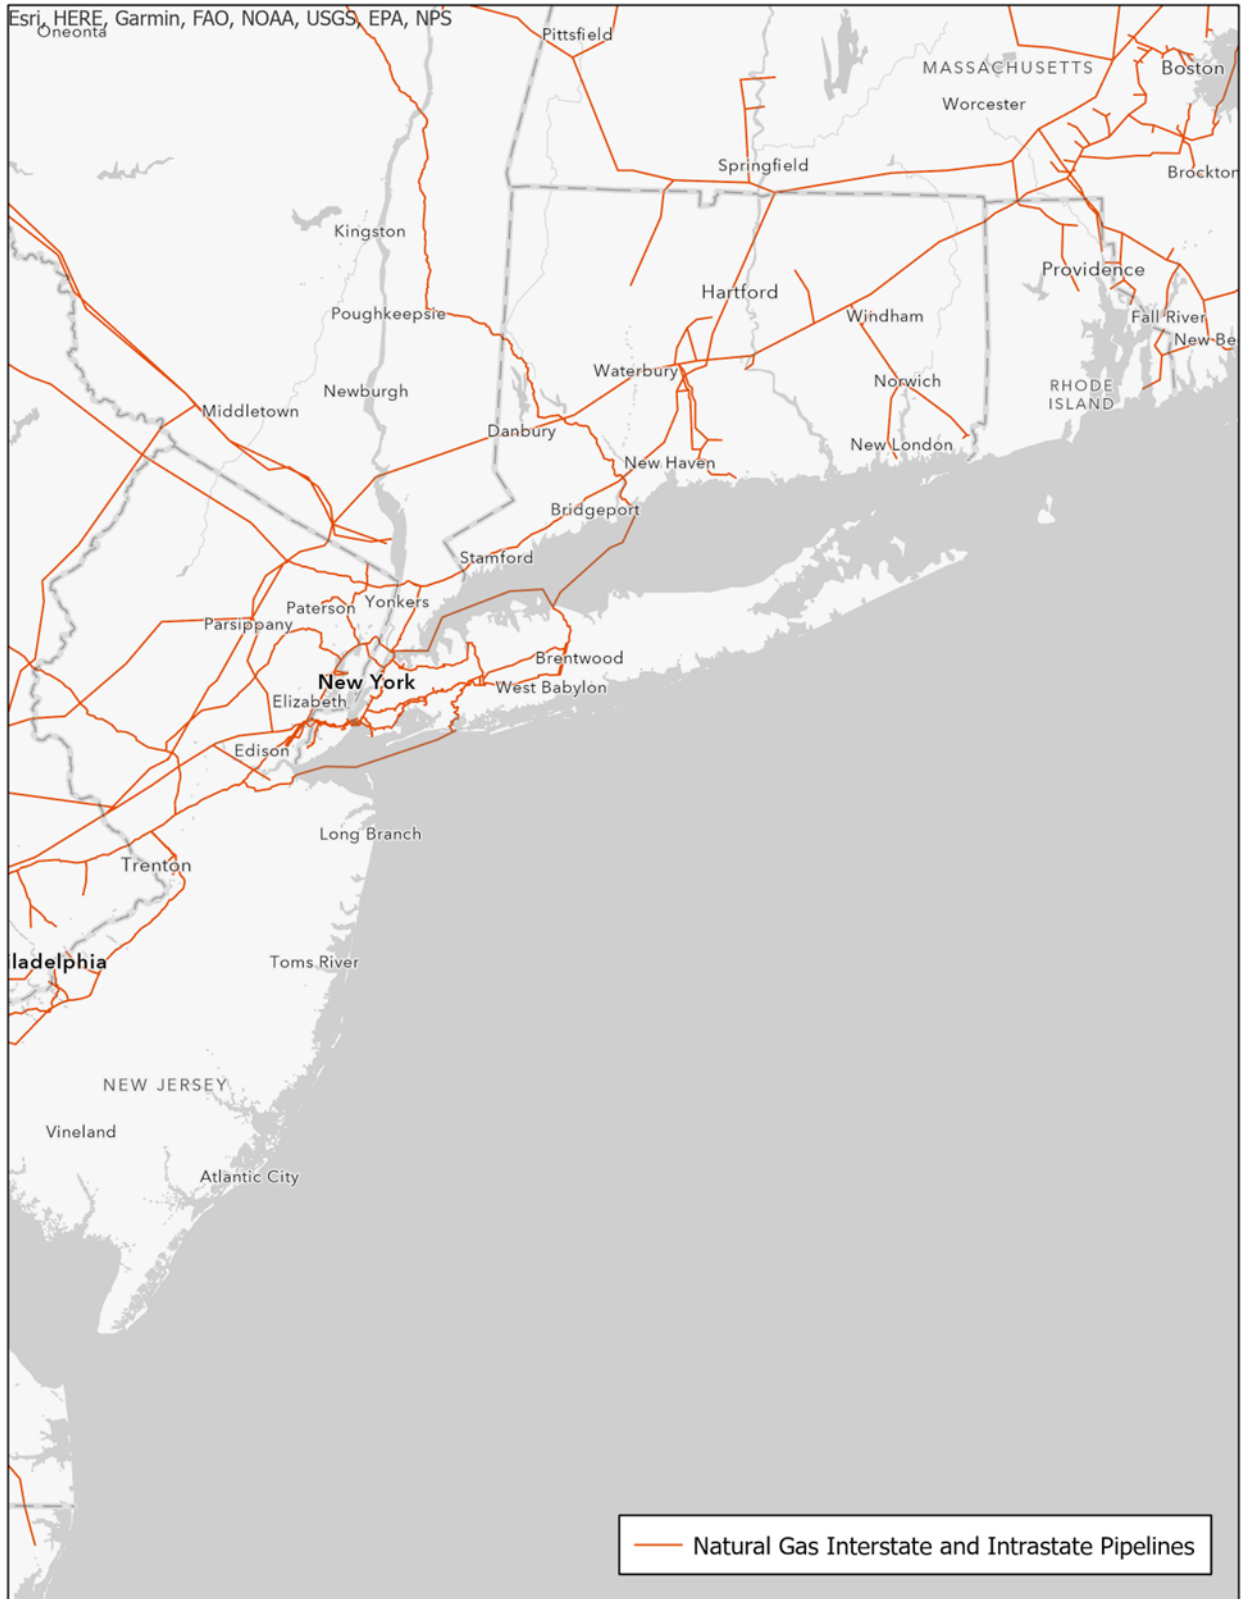 Esri, HERE, Garmin, FAO, NOAA, USGS, EPA, NPS
Oneonta
Pittsfield
MASSACHUSETTS
Boston
Worcester
Springfield
Brockton
Kingston
Providence
Hartford
Poughkeepsie
Windham
Fall River
New Be
Waterbury
Norwich
RHODE
ISLAND
Newburgh
Middletown
Danbury
New London
New Haven
Bridgeport
Stamford
Paterson
Yonkers
Parsippany
Brentwood
New York
West Babylon
Elizabeth
Edison
Long Branch
Trenton
iladelphia
Toms River
NEW JERSEY
Vineland
Atlantic City
Natural Gas Interstate and Intrastate Pipelines